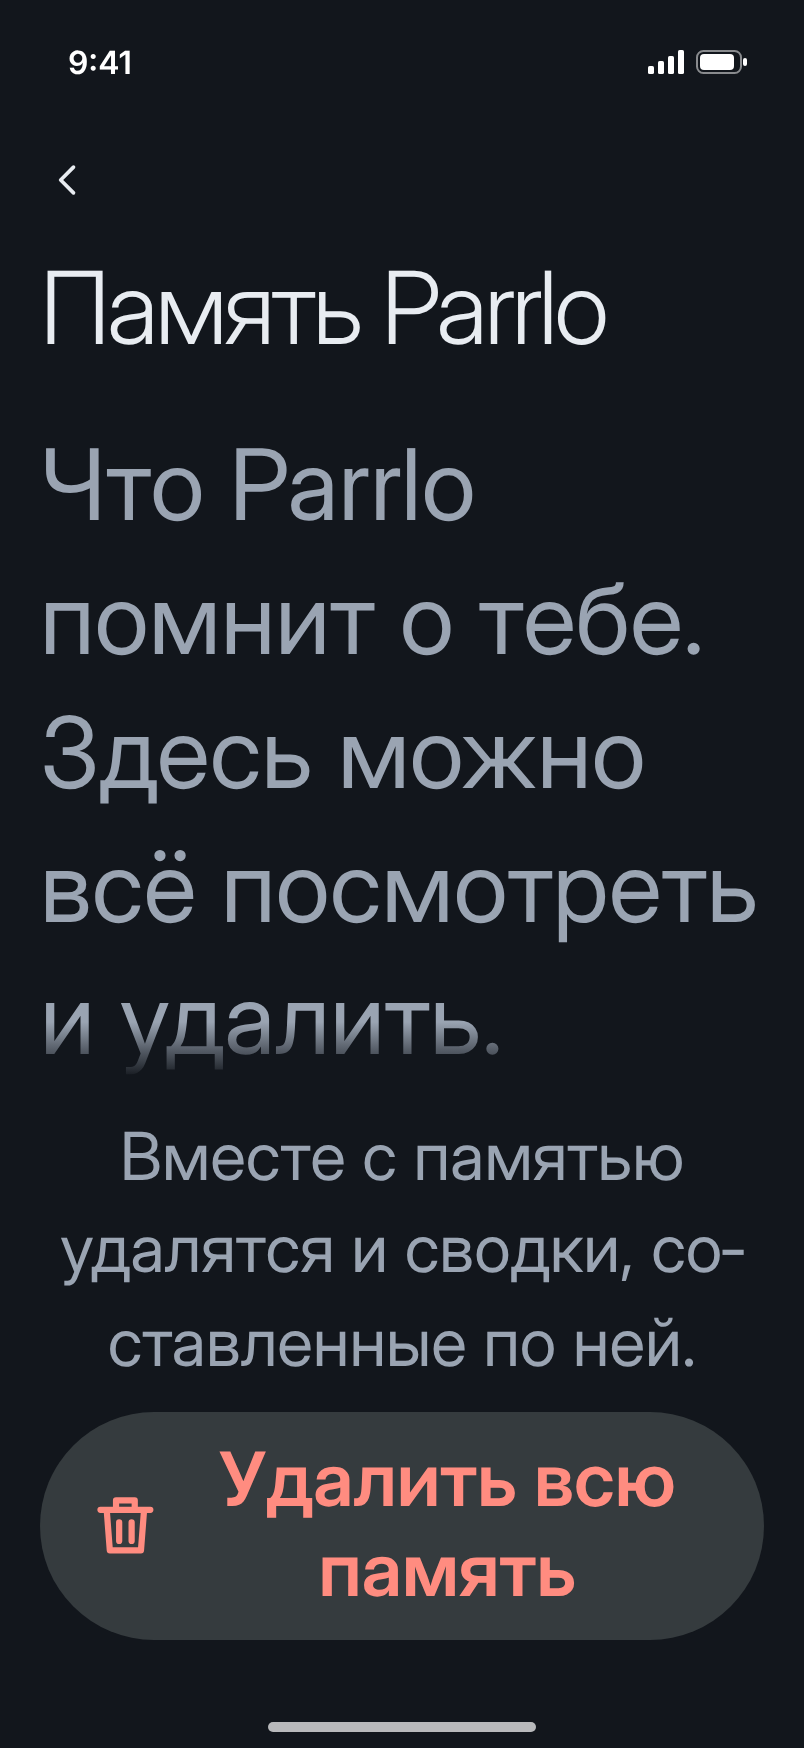 9:41
Память Parrlo
Что Parrlo
помнит о тебе.
Здесь можно
всё посмотреть
и удалить.
Вместе с памятью
удалятся и сводки, со-
ставленные по ней.
Удалить всю
память